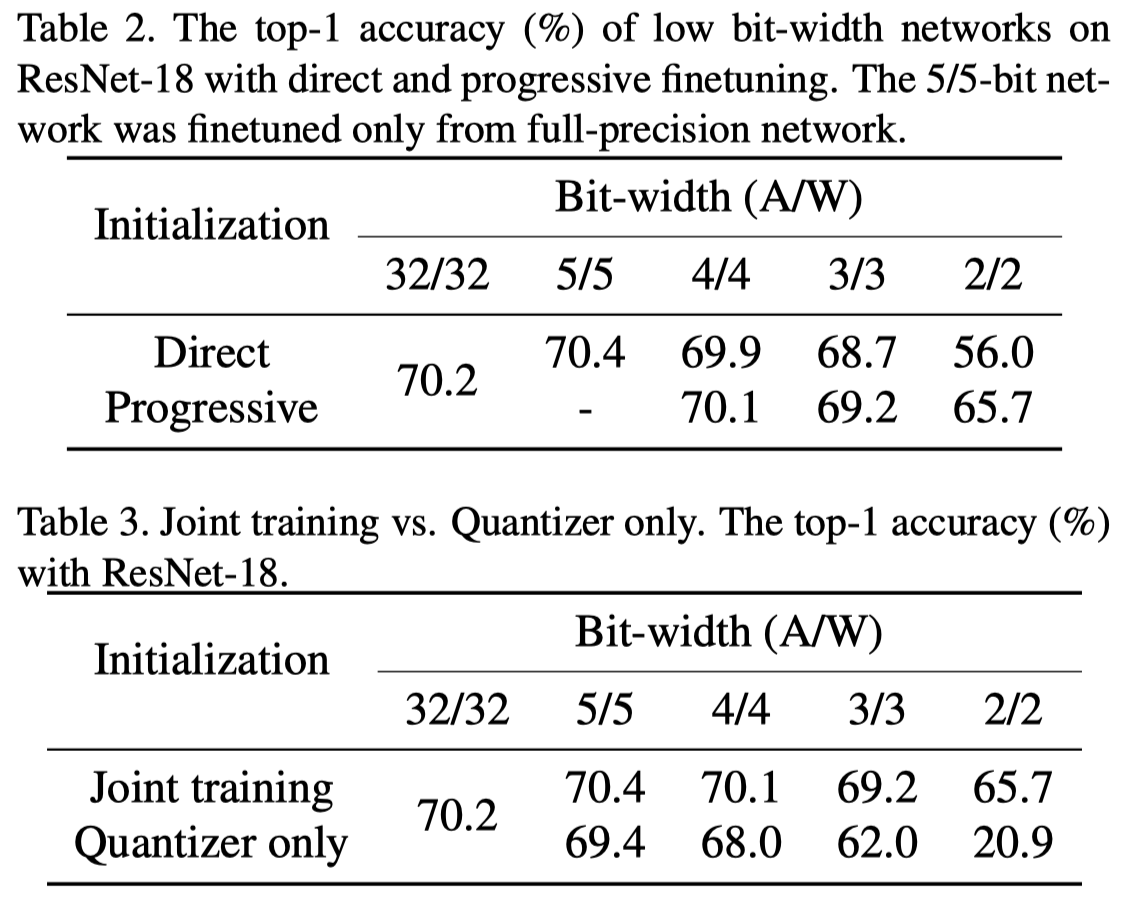 Table 2. The top-1 accuracy (%) of low bit-width networks on
ResNet-18 with direct and progressive finetuning. The 5/5-bit net-
work was finetuned only from full-precision network.
Initialization Bit-width (A/W)
32/32 5/5 4/4 3/3 2/2
Direct 70.2 70.4 69.9 68.7 56.0
Progressive - 70.1 69.2 65.7
Table 3. Joint training vs. Quantizer only. The top-1 accuracy (%)
with ResNet-18.
Initialization Bit-width (A/W)
32/32 5/5 4/4 3/3 2/2
Joint training 70.2 70.4 70.1 69.2 65.7
Quantizer only 69.4 68.0 62.0 20.9